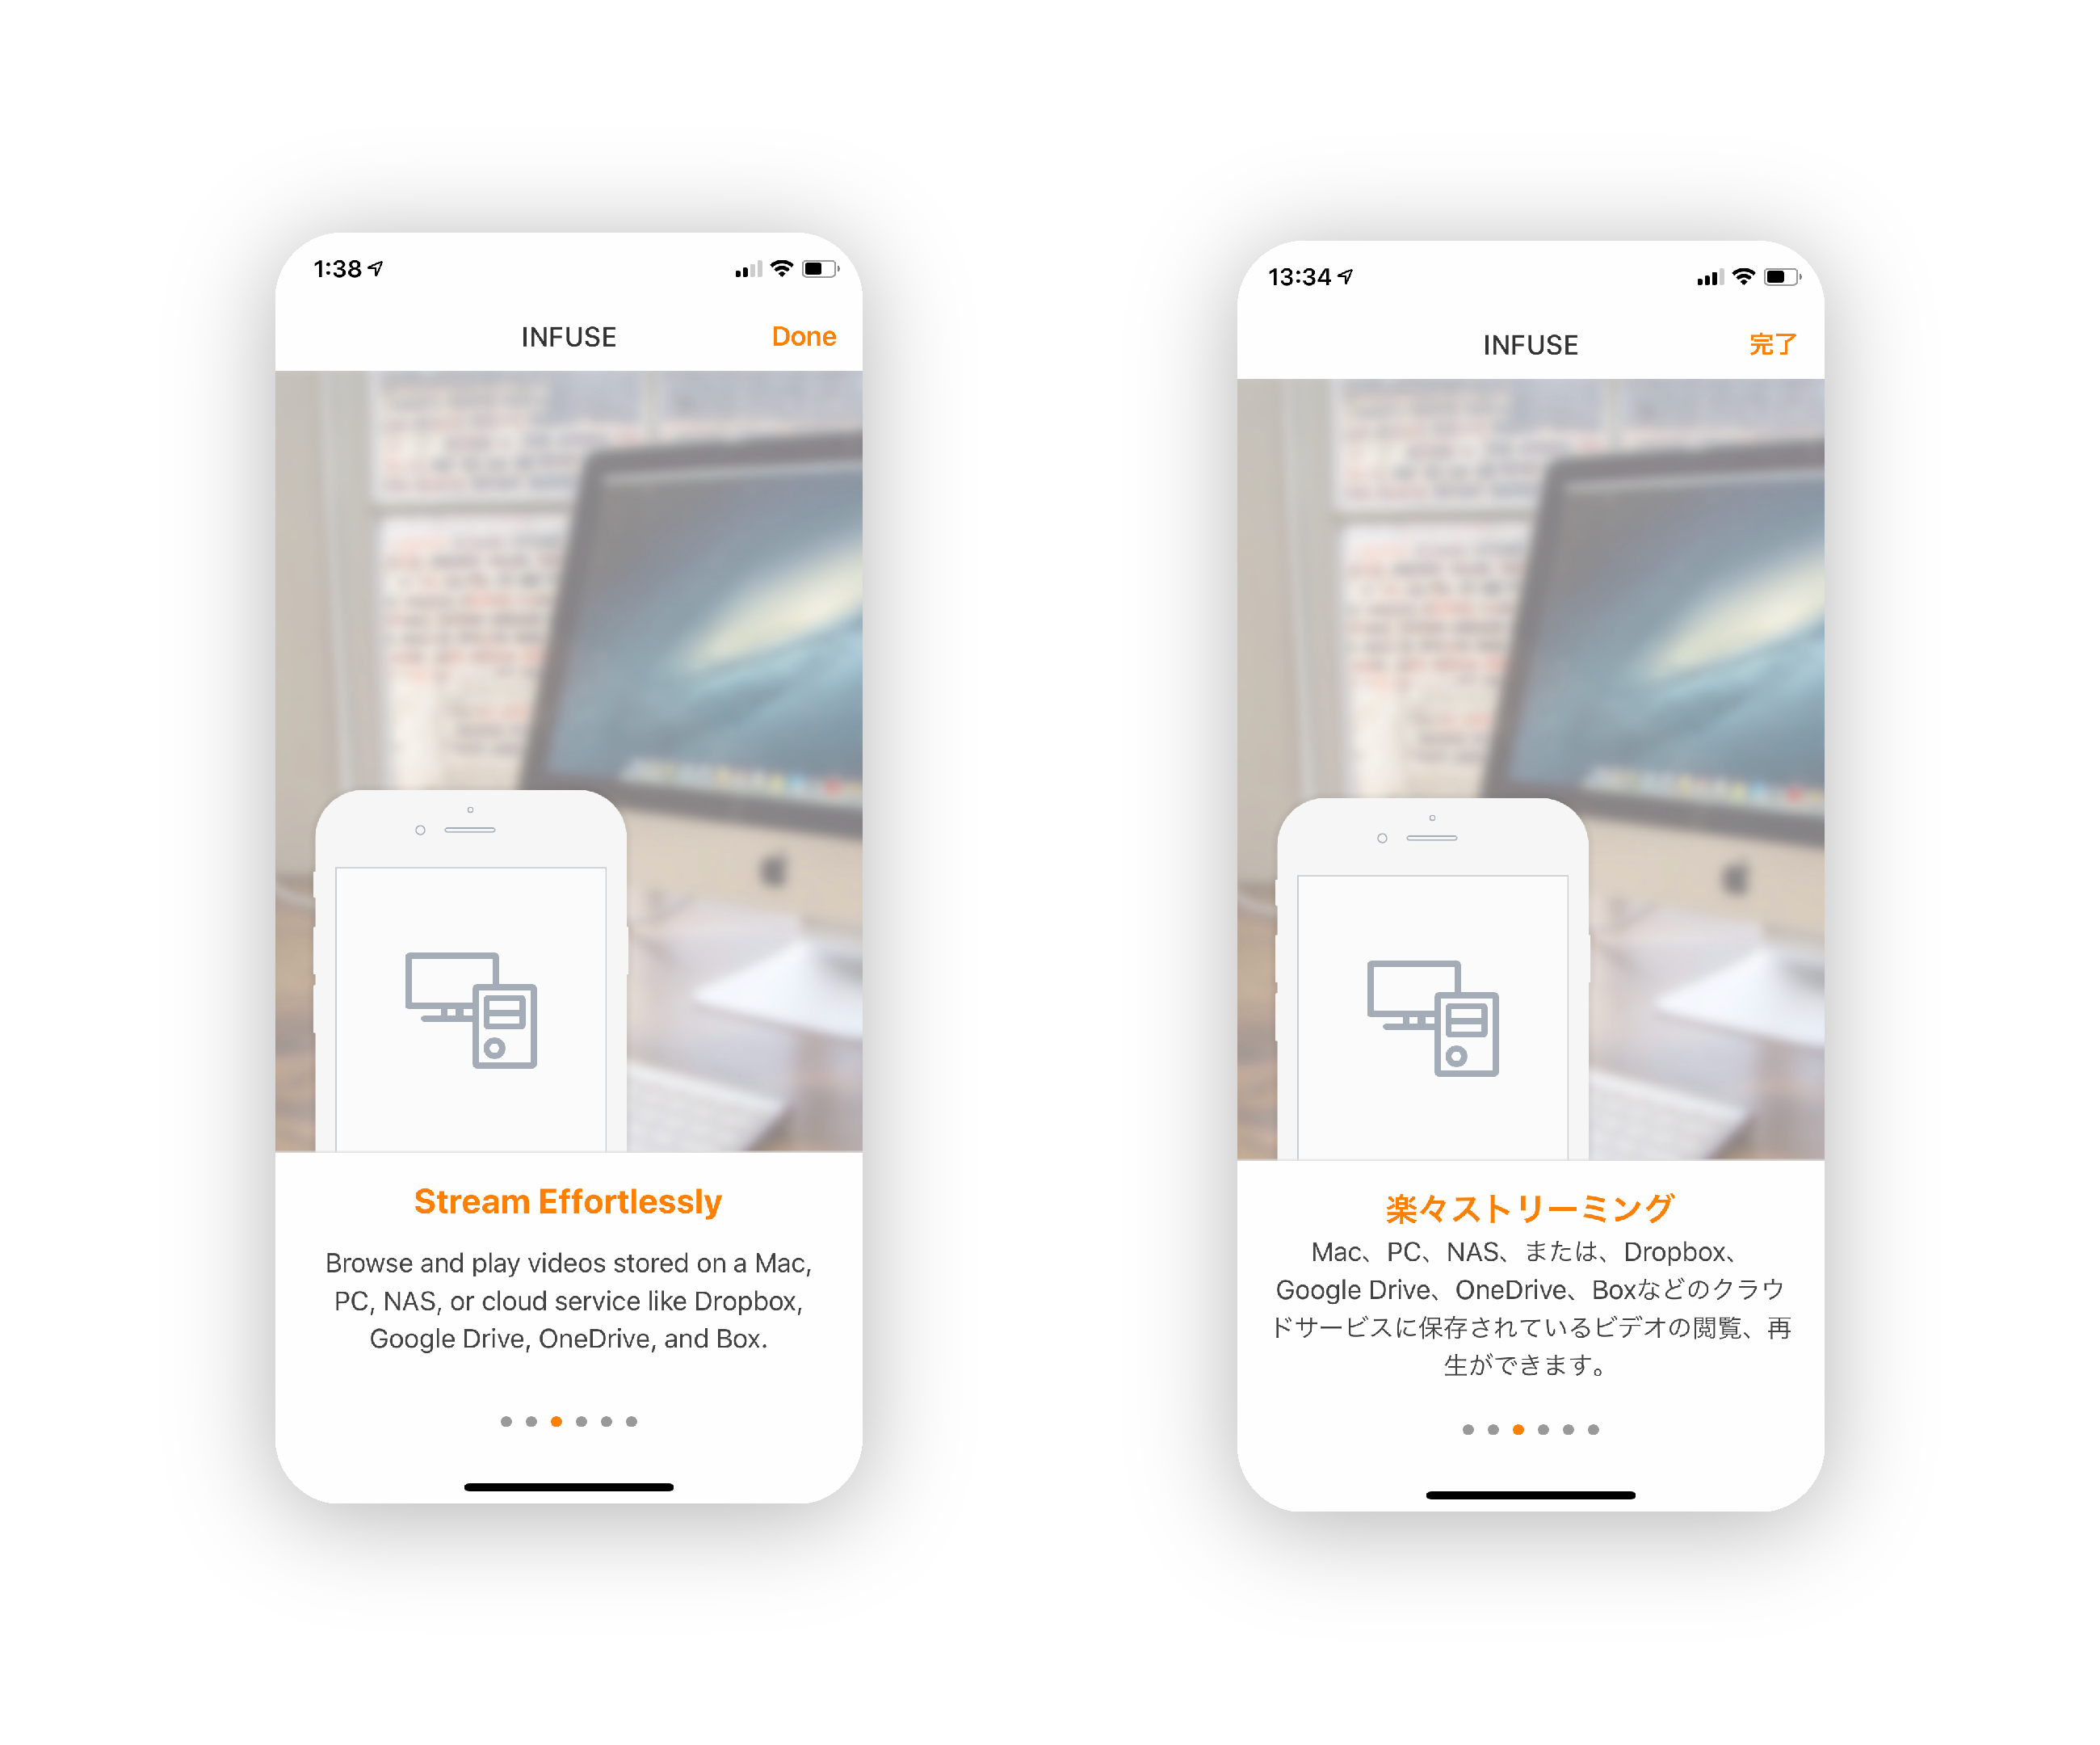 1:38
INFUSE
Done
Stream Effortlessly
Browse and play videos stored on a Mac,
PC, NAS, or cloud service like Dropbox,
Google Drive, OneDrive, and Box.
13:34
INFUSE
完了
楽々ストリーミング
Mac、PC、NAS、または、Dropbox、
Google Drive、OneDrive、Boxなどのクラウ
ドサービスに保存されているビデオの閲覧、再
生ができます。